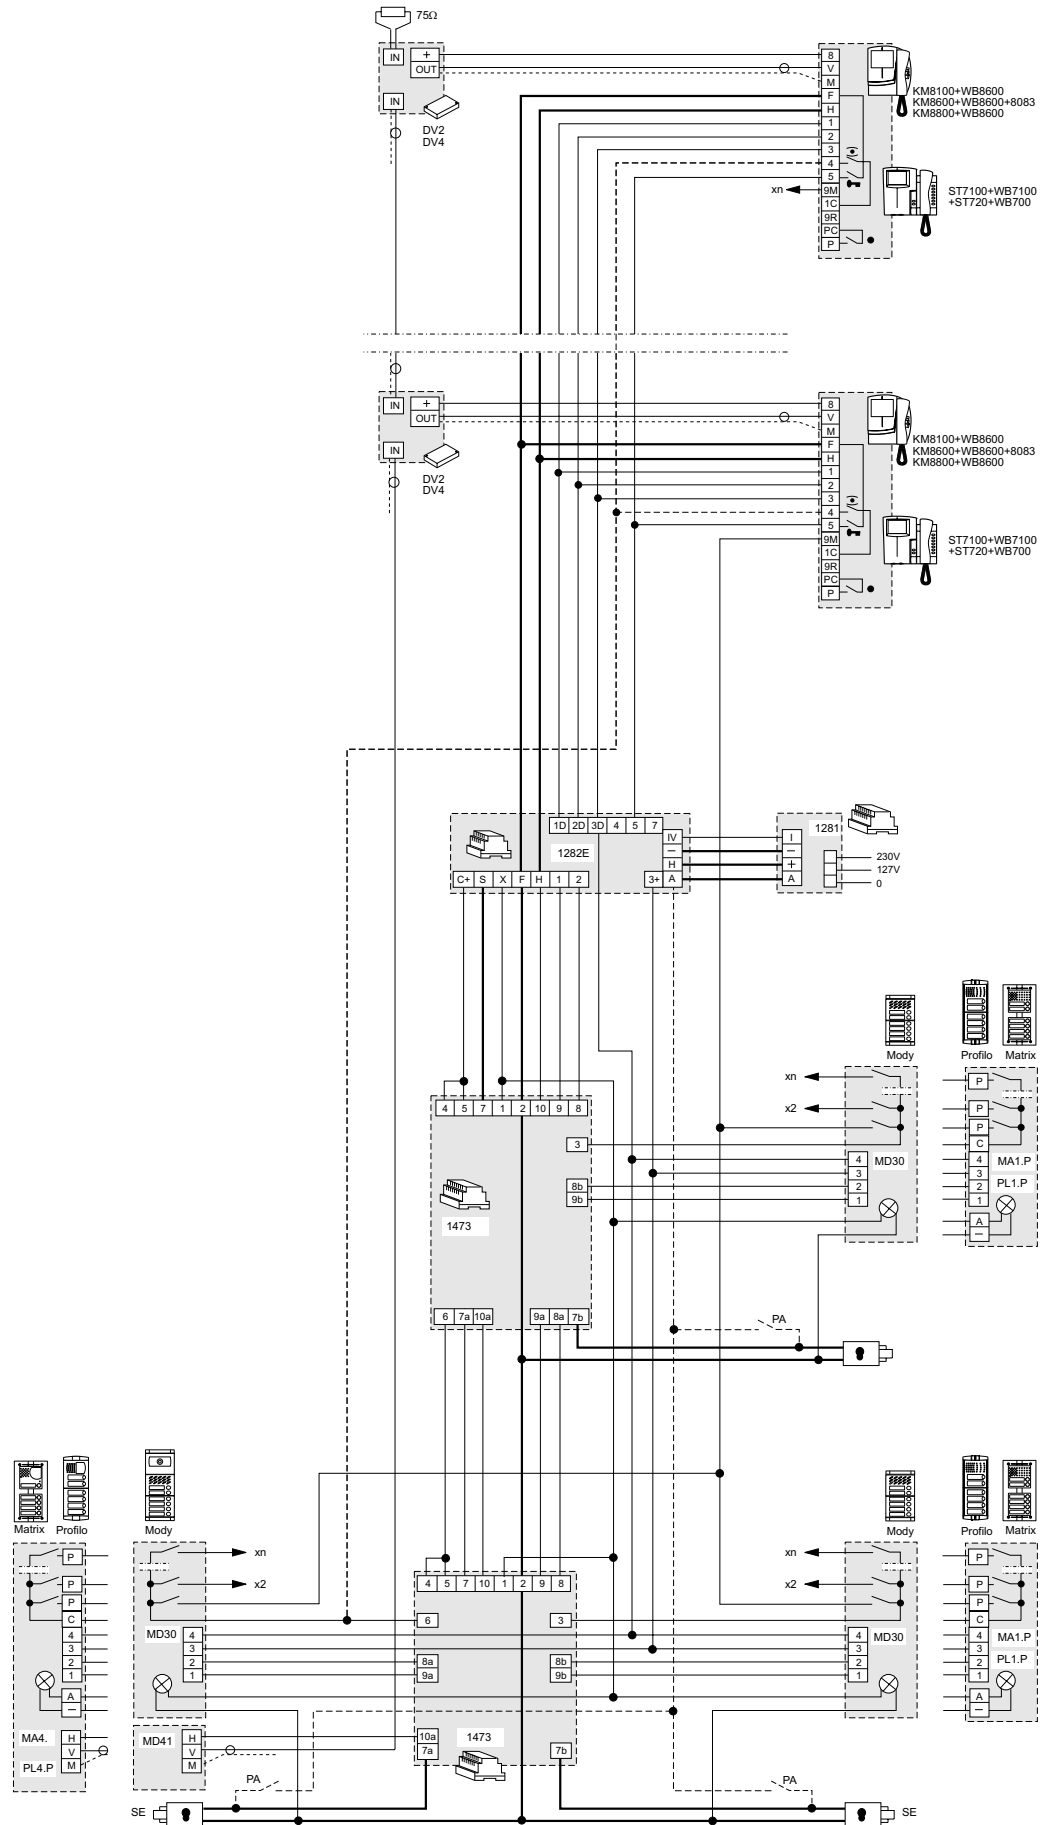 75Ω
IN
+
OUT
IN
DV2
DV4
8
V
M
F
H
1
2
3
4
5
9M
1C
9R
PC
P
xn
KM8100+WB8600
KM8600+WB8600+8083
KM8800+WB8600
ST7100+WB7100
+ST720+WB700
IN
+
OUT
IN
DV2
DV4
8
V
M
F
H
1
2
3
4
5
9M
1C
9R
PC
P
KM8100+WB8600
KM8600+WB8600+8083
KM8800+WB8600
ST7100+WB7100
+ST720+WB700
1D 2D 3D 4 5 7
IV
–
H
A
3+
1282E
C+ S X F H 1 2
I
–
+
A
1281
230V
127V
0
Mody
Profilo
Matrix
xn
x2
4
3
2
1
MD30
P
P
P
C
4
3
2
1
A
–
MA1.P
PL1.P
4 5 7 1 2 10 9 8
3
8b
9b
1473
6 7a 10a 9a 8a 7b
PA
Matrix
Profilo
Mody
Mody
Profilo
Matrix
P
P
P
C
4
3
2
1
A
–
H
V
M
MA4.
PL4.P
xn
x2
MD30
4
3
2
1
MD41
H
V
M
4 5 7 10 1 2 9 8
6
3
8a
9a
8b
9b
10a
7a
1473
7b
xn
x2
4
3
2
1
MD30
P
P
P
C
4
3
2
1
A
–
MA1.P
PL1.P
PA
PA
SE
SE